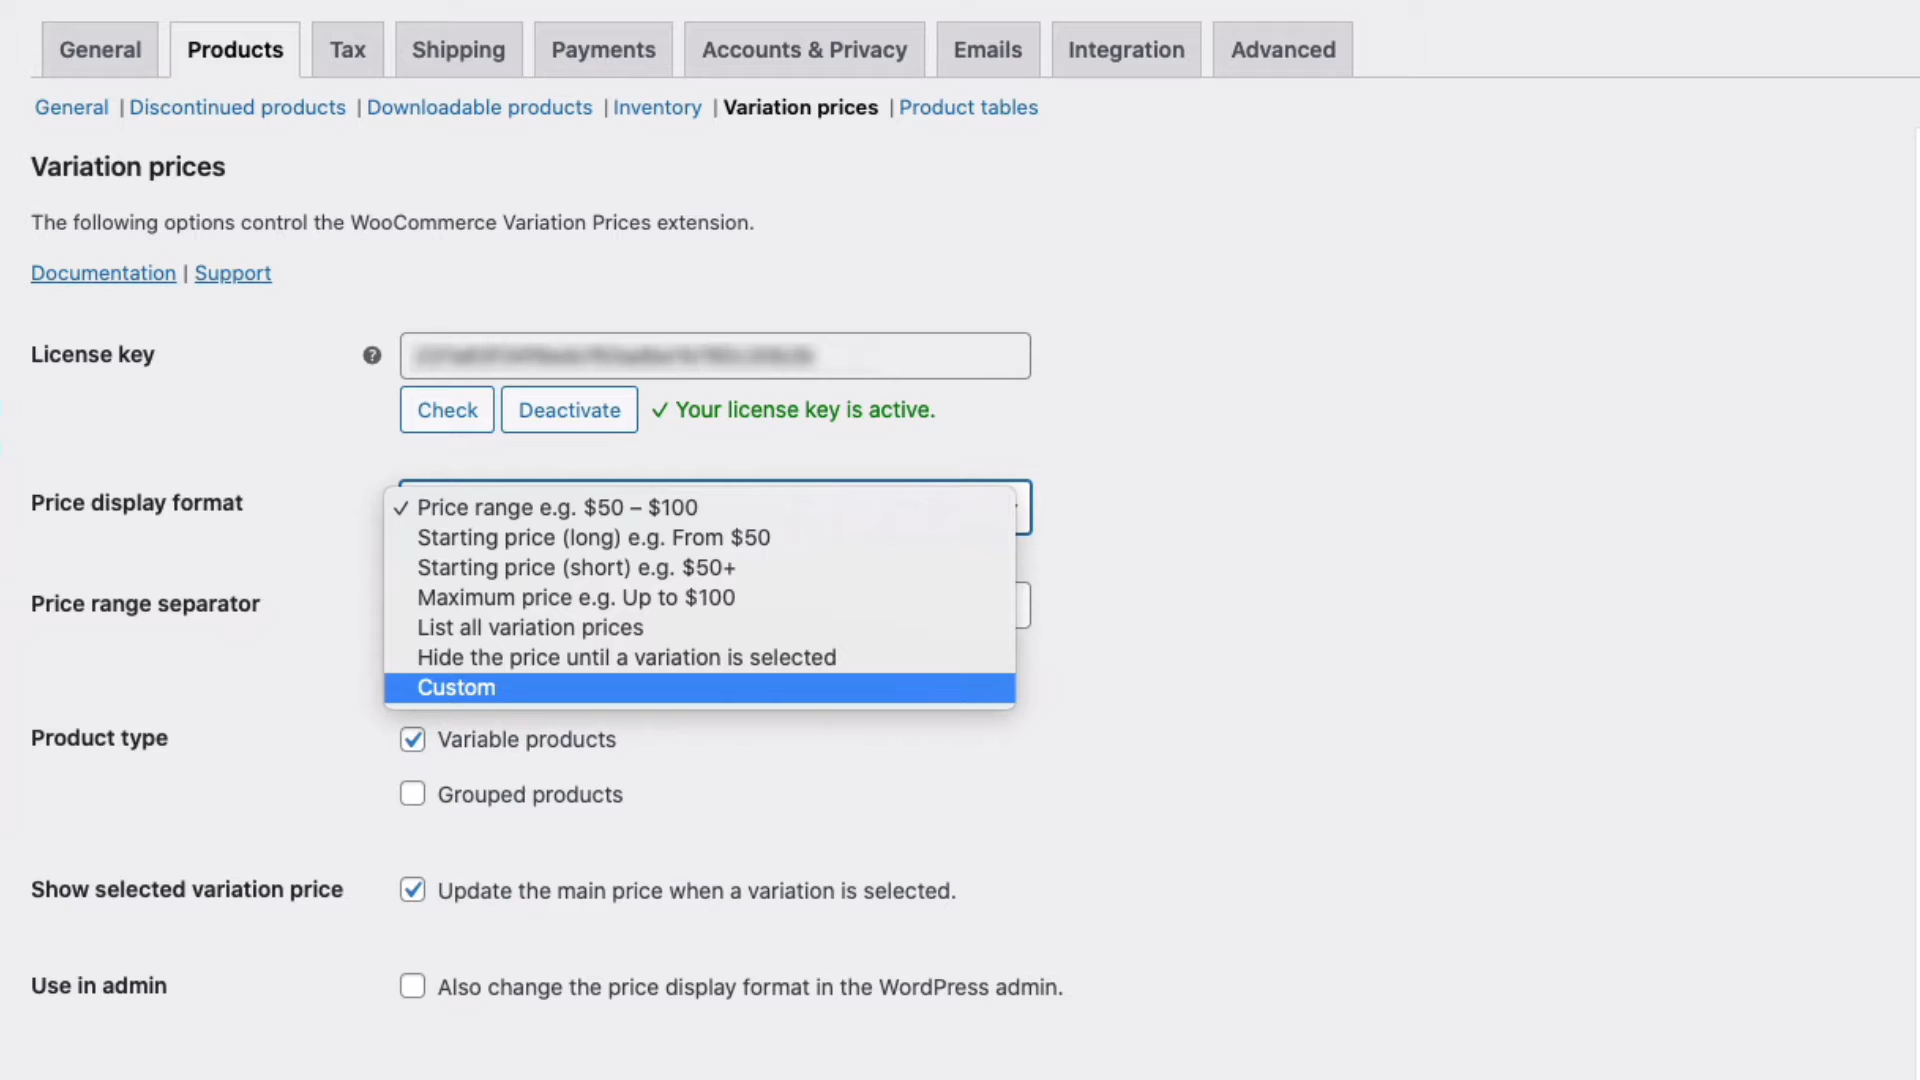 General Products Tax Shipping Payments Accounts & Privacy Emails Integration Advanced
General | Discontinued products | Downloadable products | Inventory | Variation prices | Product tables
Variation prices
The following options control the WooCommerce Variation Prices extension.
Documentation | Support
License key
Check Deactivate ✓ Your license key is active.
Price display format
✓ Price range e.g. $50 – $100
Starting price (long) e.g. From $50
Starting price (short) e.g. $50+
Maximum price e.g. Up to $100
Price range separator
List all variation prices
Hide the price until a variation is selected
Custom
Product type
Variable products
Grouped products
Show selected variation price
Update the main price when a variation is selected.
Use in admin
Also change the price display format in the WordPress admin.